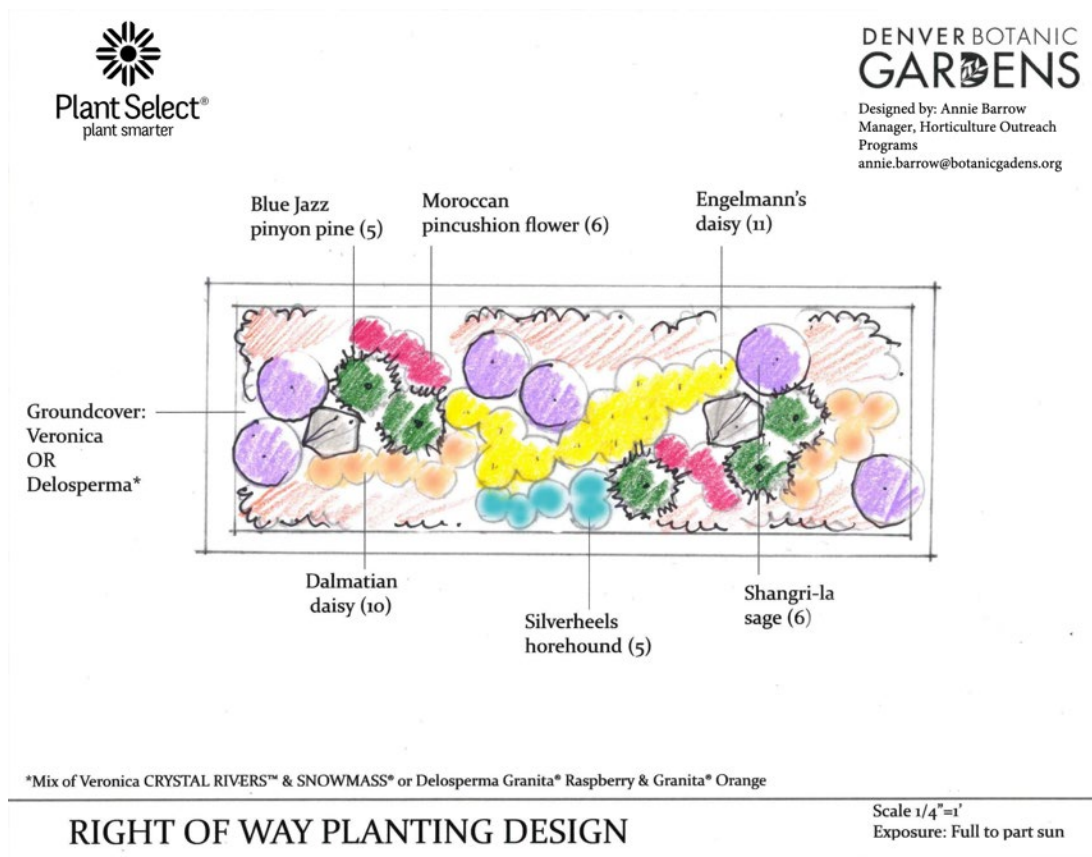 Plant Select®
plant smarter
DENVER BOTANIC
GARDENS
Designed by: Annie Barrow
Manager, Horticulture Outreach
Programs
annie.barrow@botanicgadens.org
Blue Jazz
pinyon pine (5)
Moroccan
pincushion flower (6)
Engelmann's
daisy (11)
Groundcover:
Veronica
OR
Delosperma*
Dalmatian
daisy (10)
Silverheels
horehound (5)
Shangri-la
sage (6)
*Mix of Veronica CRYSTAL RIVERS™ & SNOWMASS® or Delosperma Granita® Raspberry & Granita® Orange
RIGHT OF WAY PLANTING DESIGN
Scale 1/4"=1'
Exposure: Full to part sun